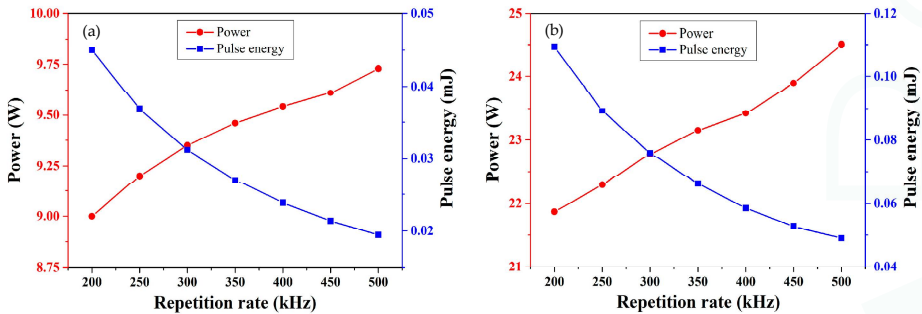 (a)
Power
Pulse energy
10.00
9.75
9.50
9.25
9.00
8.75
Power (W)
0.05
0.04
0.03
0.02
Pulse energy (mJ)
200 250 300 350 400 450 500
Repetition rate (kHz)
(b)
Power
Pulse energy
25
24
23
22
21
Power (W)
0.12
0.10
0.08
0.06
0.04
Pulse energy (mJ)
200 250 300 350 400 450 500
Repetition rate (kHz)